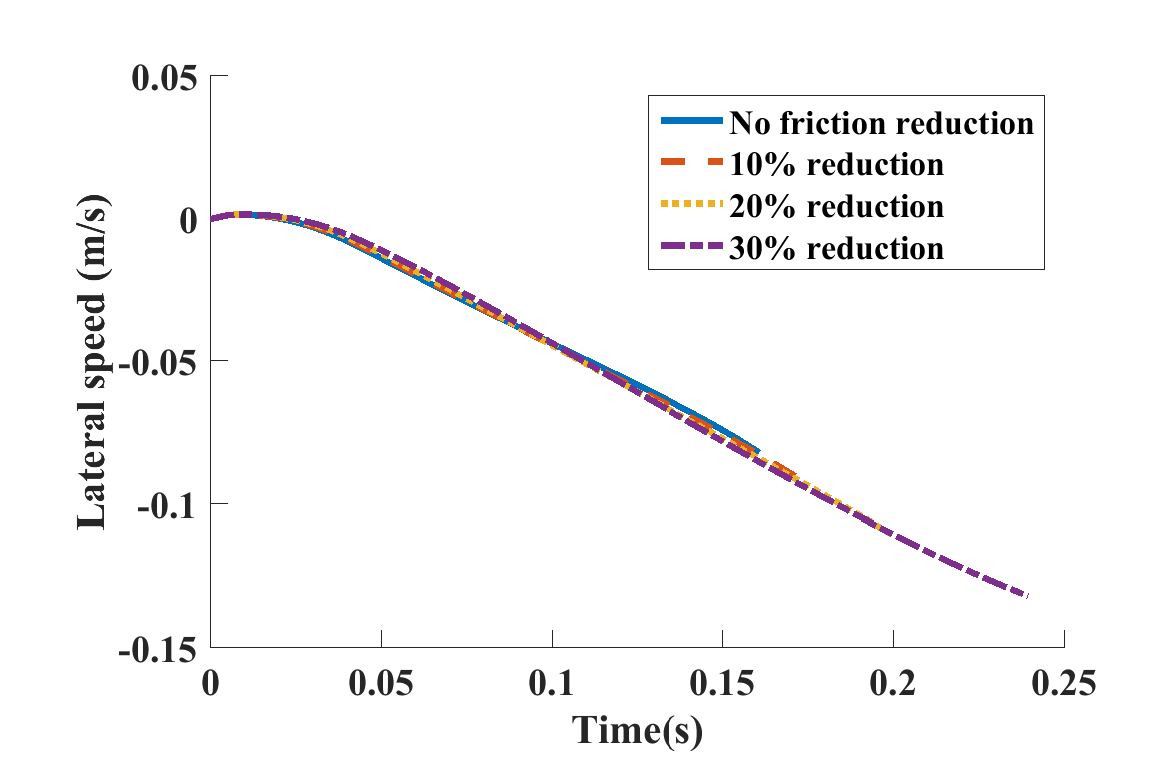 0.05
0
-0.05
-0.1
-0.15
Lateral speed (m/s)
No friction reduction
10% reduction
20% reduction
30% reduction
0 0.05 0.1 0.15 0.2 0.25
Time(s)